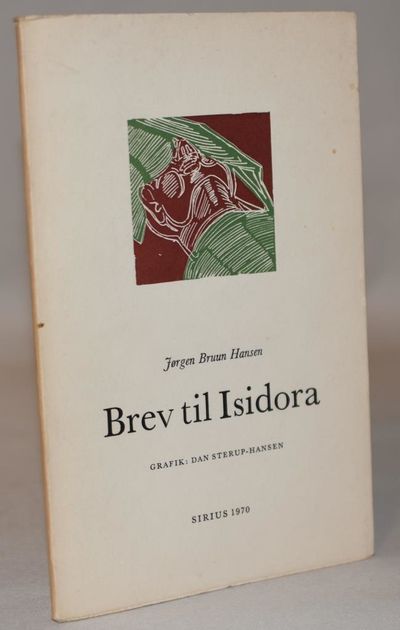 Jørgen Bruun Hansen
Brev til Isidora
GRAFIK: DAN STERUP-HANSEN
SIRIUS 1970